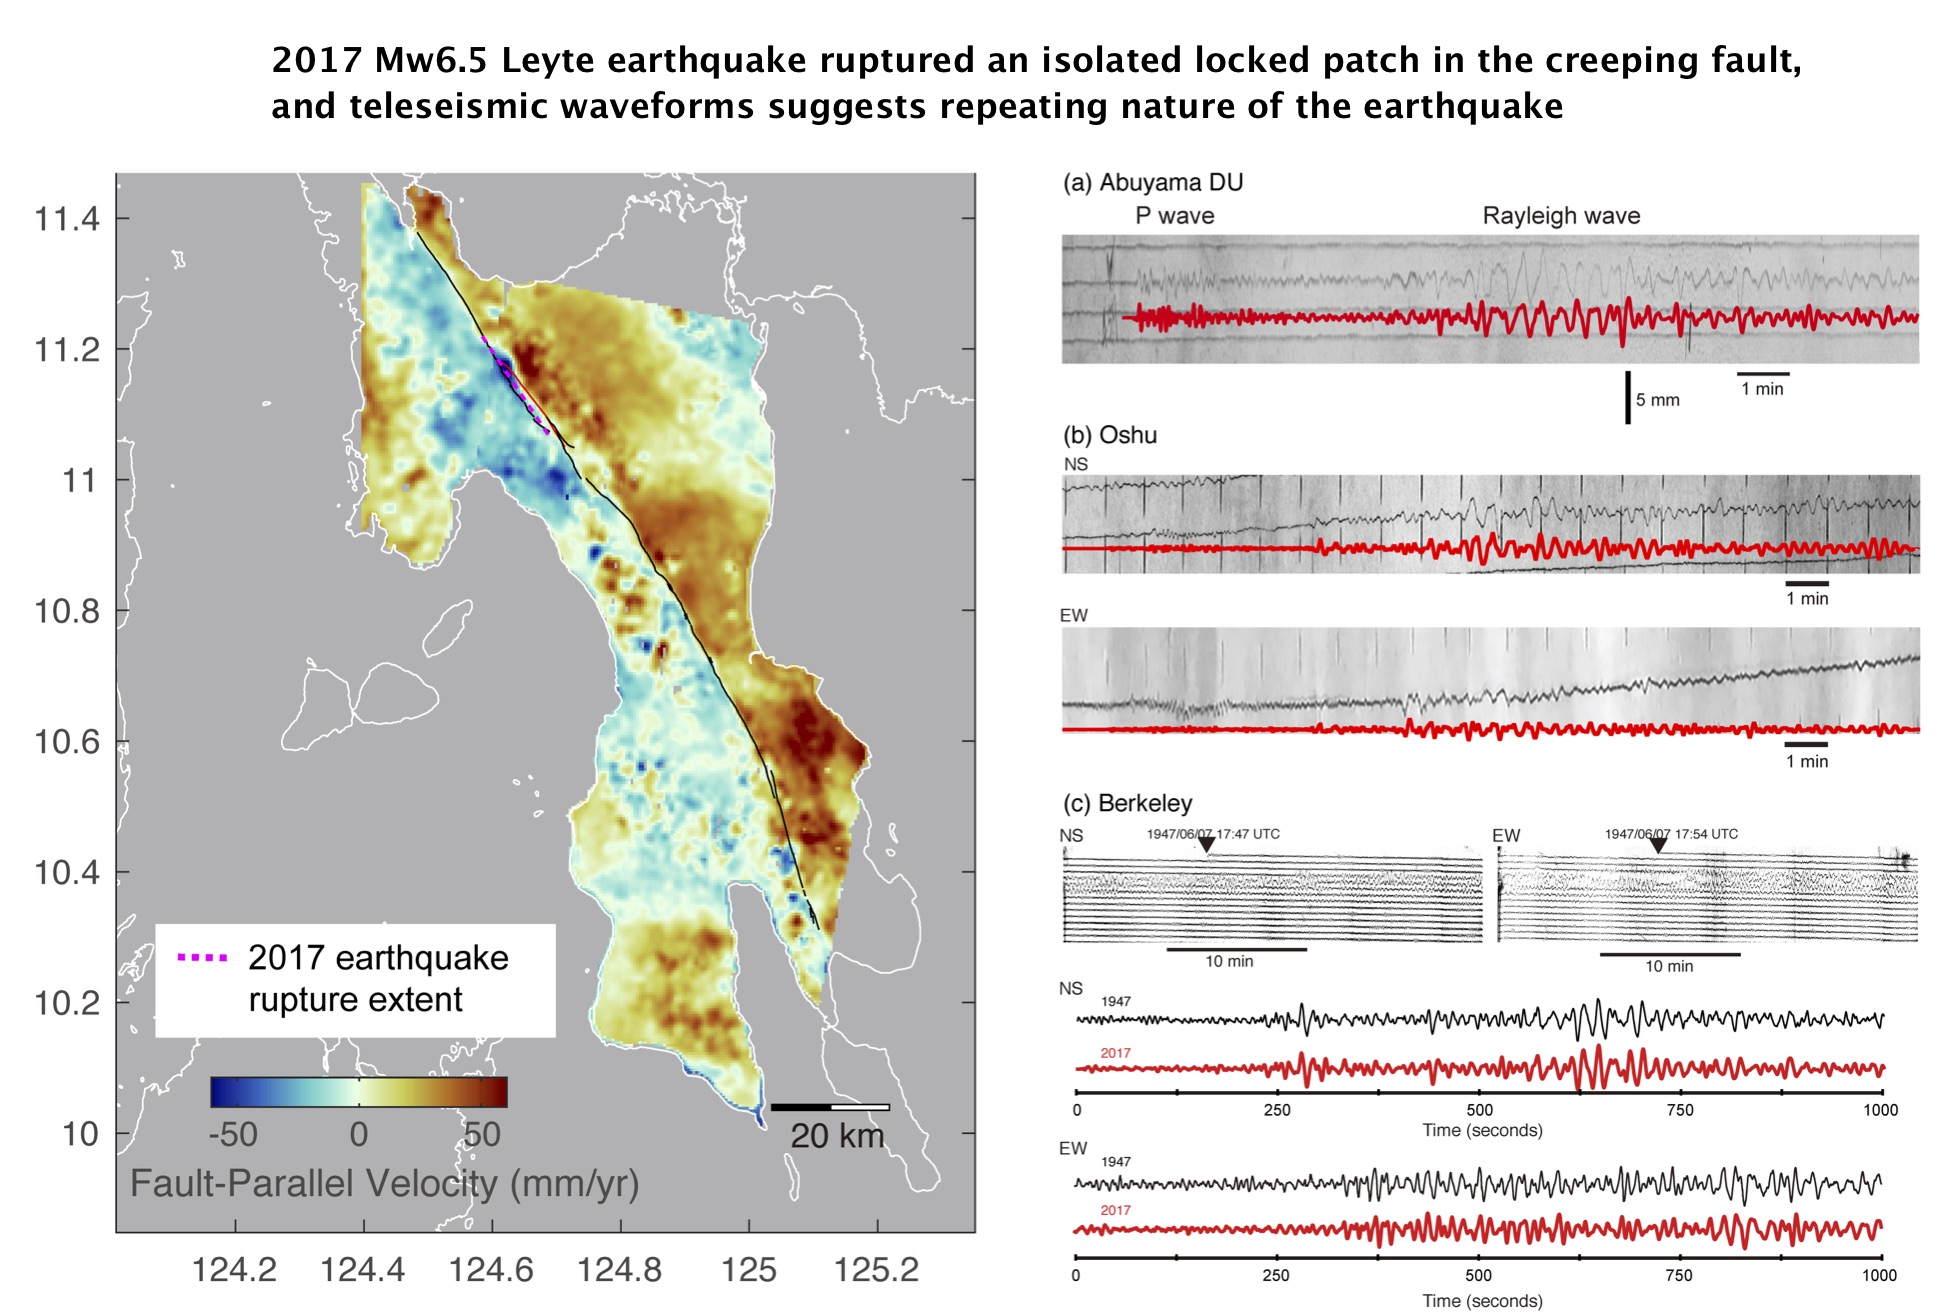 2017 Mw6.5 Leyte earthquake ruptured an isolated locked patch in the creeping fault,
and teleseismic waveforms suggests repeating nature of the earthquake
11.4
11.2
11
10.8
10.6
10.4
10.2
10
2017 earthquake
rupture extent
-50 0 50
Fault-Parallel Velocity (mm/yr)
20 km
124.2 124.4 124.6 124.8 125 125.2
(a) Abuyama DU
P wave Rayleigh wave
5 mm
1 min
(b) Oshu
NS
1 min
EW
1 min
(c) Berkeley
NS 1947/06/07 17:47 UTC
10 min
EW 1947/06/07 17:54 UTC
10 min
NS
1947
2017
0 250 500 750 1000
Time (seconds)
EW
1947
2017
0 250 500 750 1000
Time (seconds)